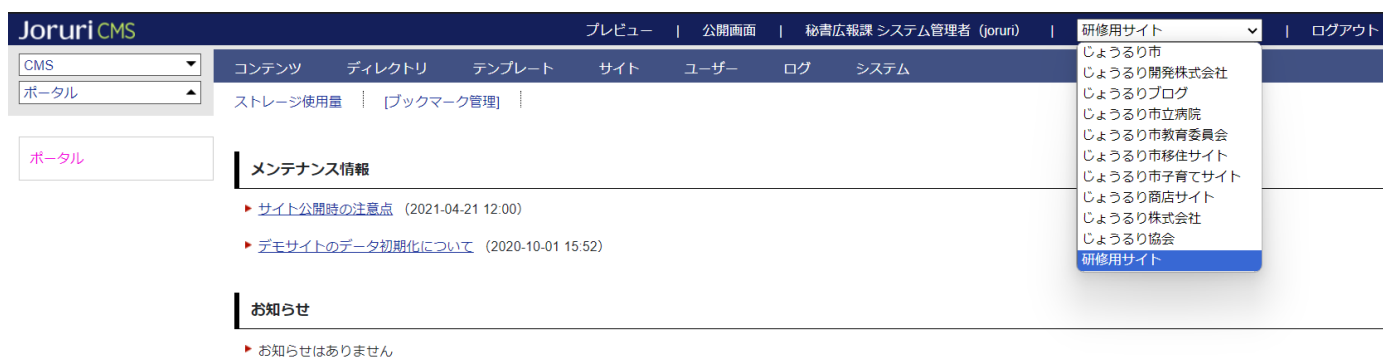 Joruri CMS
プレビュー | 公開画面 | 秘書広報課 システム管理者（joruri） | 研修用サイト | ログアウト
CMS
ポータル
コンテンツ ディレクトリ テンプレート サイト ユーザー ログ システム
ストレージ使用量 [ブックマーク管理]
じょうるり市
じょうるり開発株式会社
じょうるりブログ
じょうるり市立病院
じょうるり市教育委員会
じょうるり市移住サイト
じょうるり市子育てサイト
じょうるり商店サイト
じょうるり株式会社
じょうるり協会
研修用サイト
ポータル
メンテナンス情報
サイト公開時の注意点 （2021-04-21 12:00）
デモサイトのデータ初期化について （2020-10-01 15:52）
お知らせ
お知らせはありません